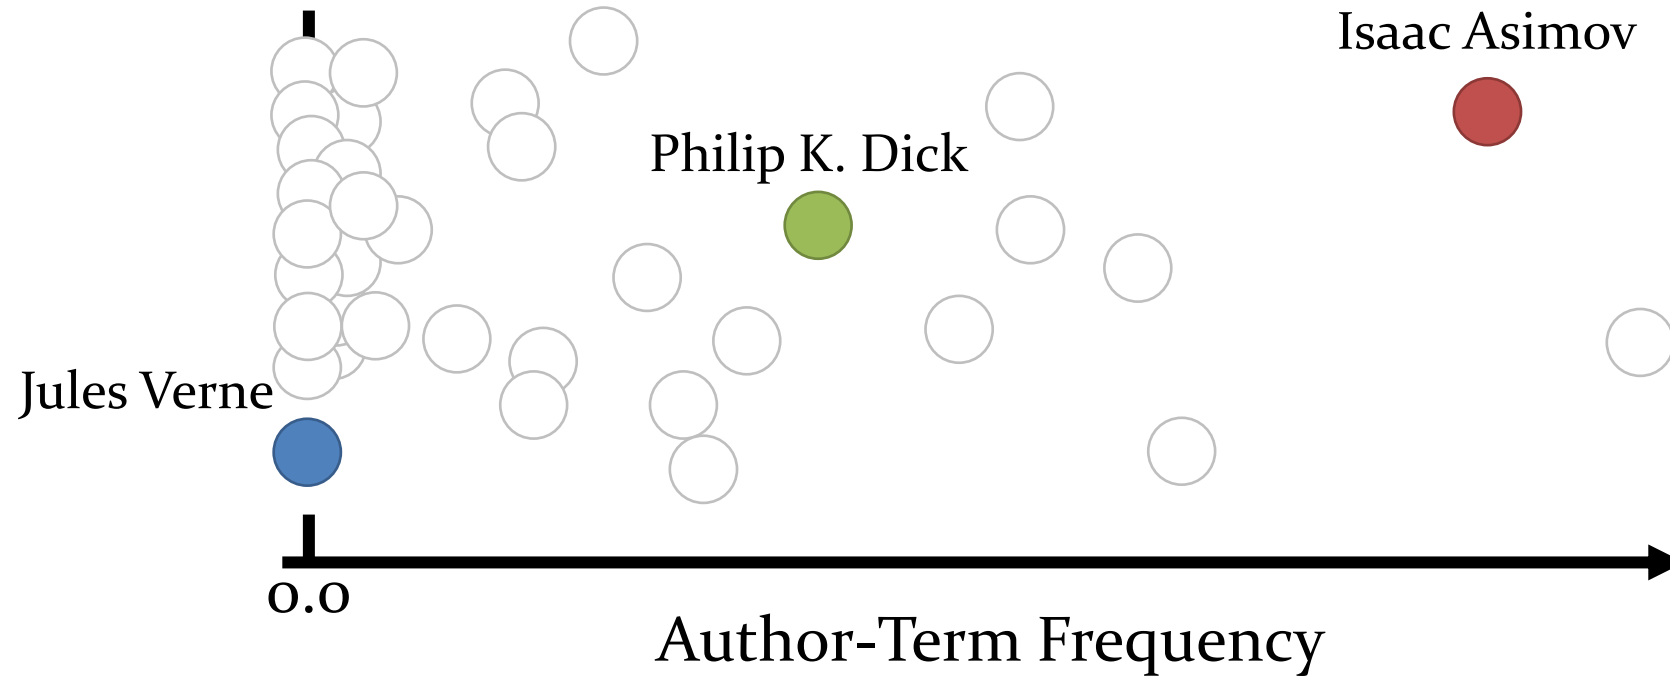 Isaac Asimov
Philip K. Dick
Jules Verne
0.0
Author-Term Frequency